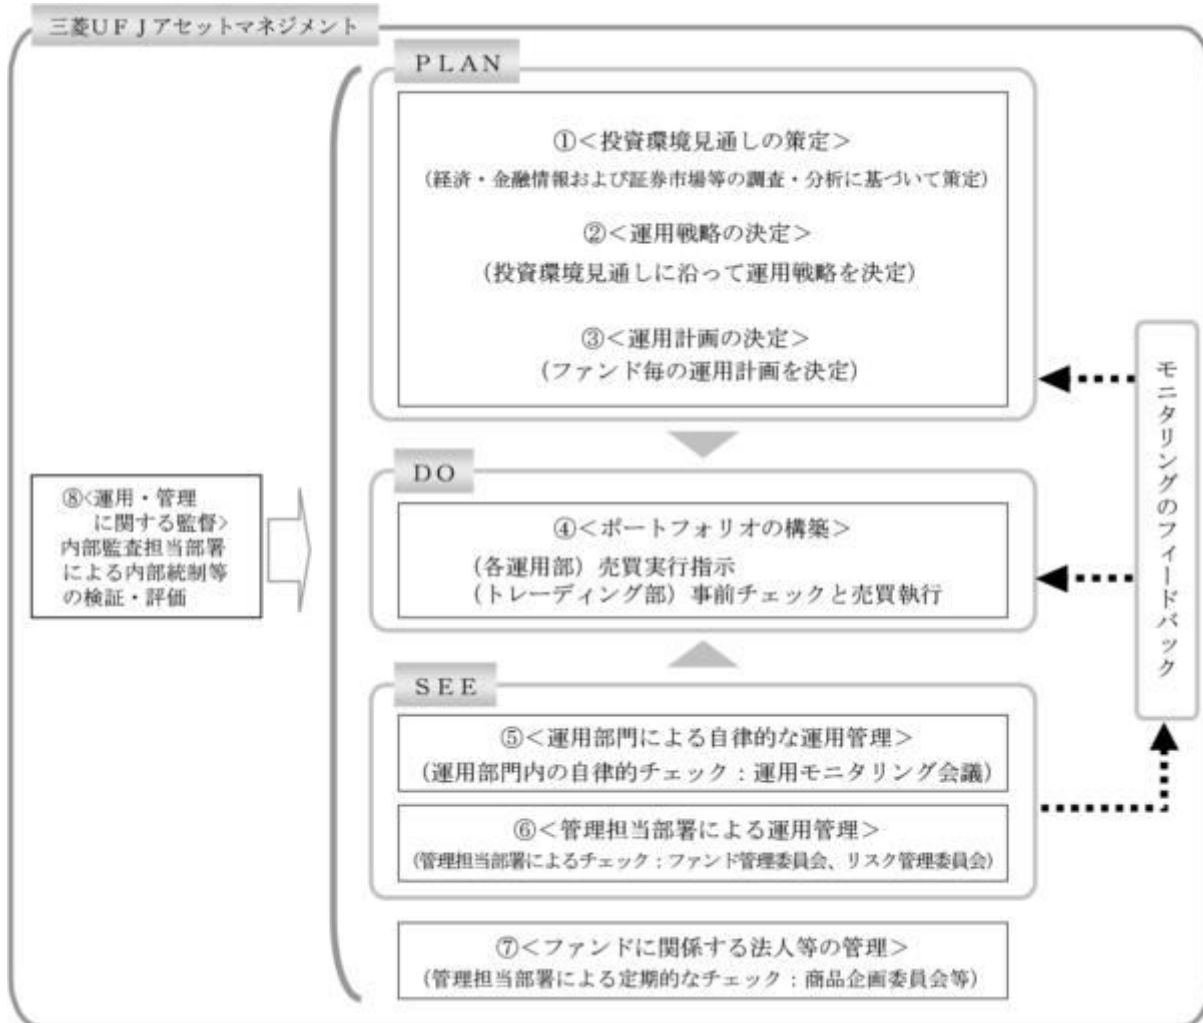 三菱ＵＦＪアセットマネジメント
ＰＬＡＮ
①＜投資環境見通しの策定＞
（経済・金融情報および証券市場等の調査・分析に基づいて策定）
②＜運用戦略の決定＞
（投資環境見通しに沿って運用戦略を決定）
③＜運用計画の決定＞
（ファンド毎の運用計画を決定）
ＤＯ
④＜ポートフォリオの構築＞
（各運用部）売買実行指示
（トレーディング部）事前チェックと売買執行
ＳＥＥ
⑤＜運用部門による自律的な運用管理＞
（運用部門内の自律的チェック：運用モニタリング会議）
⑥＜管理担当部署による運用管理＞
（管理担当部署によるチェック：ファンド管理委員会、リスク管理委員会）
⑦＜ファンドに関係する法人等の管理＞
（管理担当部署による定期的なチェック：商品企画委員会等）
⑧＜運用・管理
に関する監督＞
内部監査担当部署
による内部統制等
の検証・評価
モニタリングのフィードバック